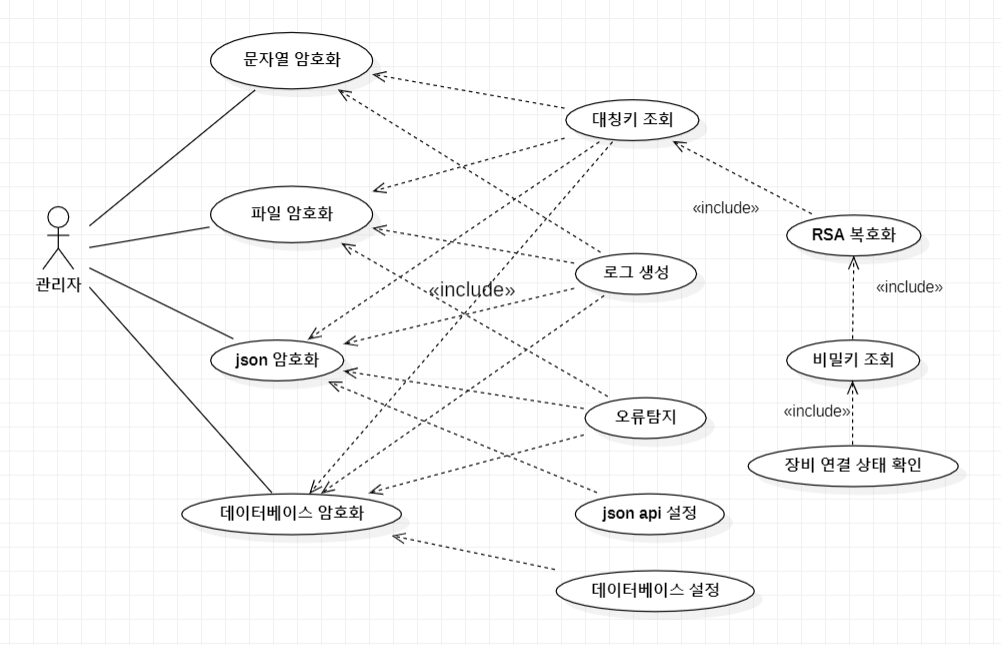 문자열 암호화
대칭키 조회
파일 암호화
«include»
RSA 복호화
관리자
로그 생성
«include»
«include»
json 암호화
비밀키 조회
«include»
오류탐지
장비 연결 상태 확인
데이터베이스 암호화
json api 설정
데이터베이스 설정